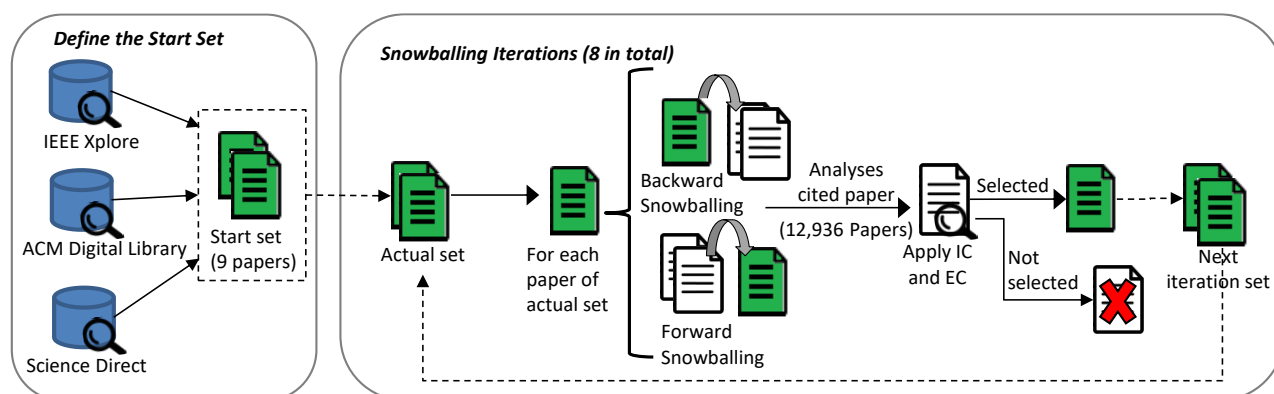 Define the Start Set
IEEE Xplore
ACM Digital Library
Science Direct
Start set
(9 papers)
Snowballing Iterations (8 in total)
Actual set
For each
paper of
actual set
Backward
Snowballing
Forward
Snowballing
Analyses
cited paper
(12,936 Papers)
Apply IC
and EC
Selected
Not
selected
Next
iteration set